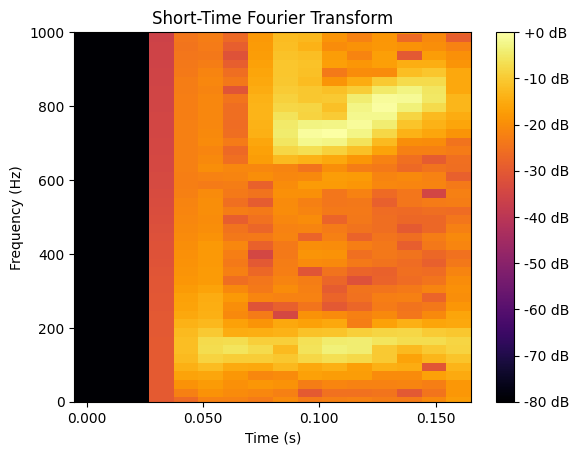 Short-Time Fourier Transform
1000
800
600
400
200
0
Frequency (Hz)
0.000
0.050
0.100
0.150
Time (s)
+0 dB
-10 dB
-20 dB
-30 dB
-40 dB
-50 dB
-60 dB
-70 dB
-80 dB